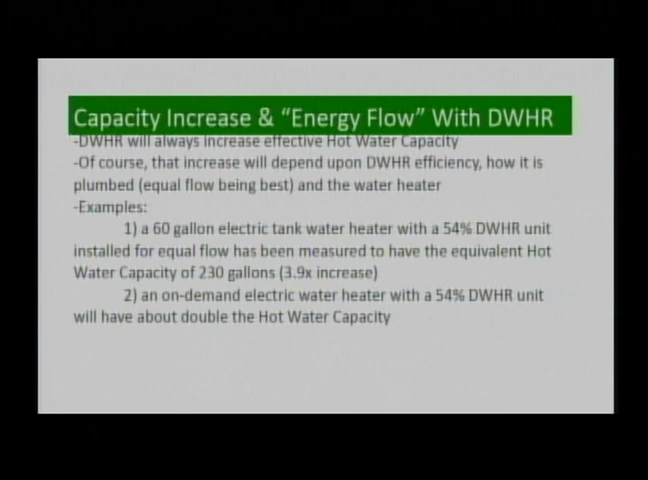 Capacity Increase & “Energy Flow” With DWHR
-DWHR will always increase effective Hot Water Capacity
-Of course, that increase will depend upon DWHR efficiency, how it is
plumbed (equal flow being best) and the water heater
-Examples:
1) a 60 gallon electric tank water heater with a 54% DWHR unit
installed for equal flow has been measured to have the equivalent Hot
Water Capacity of 230 gallons (3.9x increase)
2) an on-demand electric water heater with a 54% DWHR unit
will have about double the Hot Water Capacity